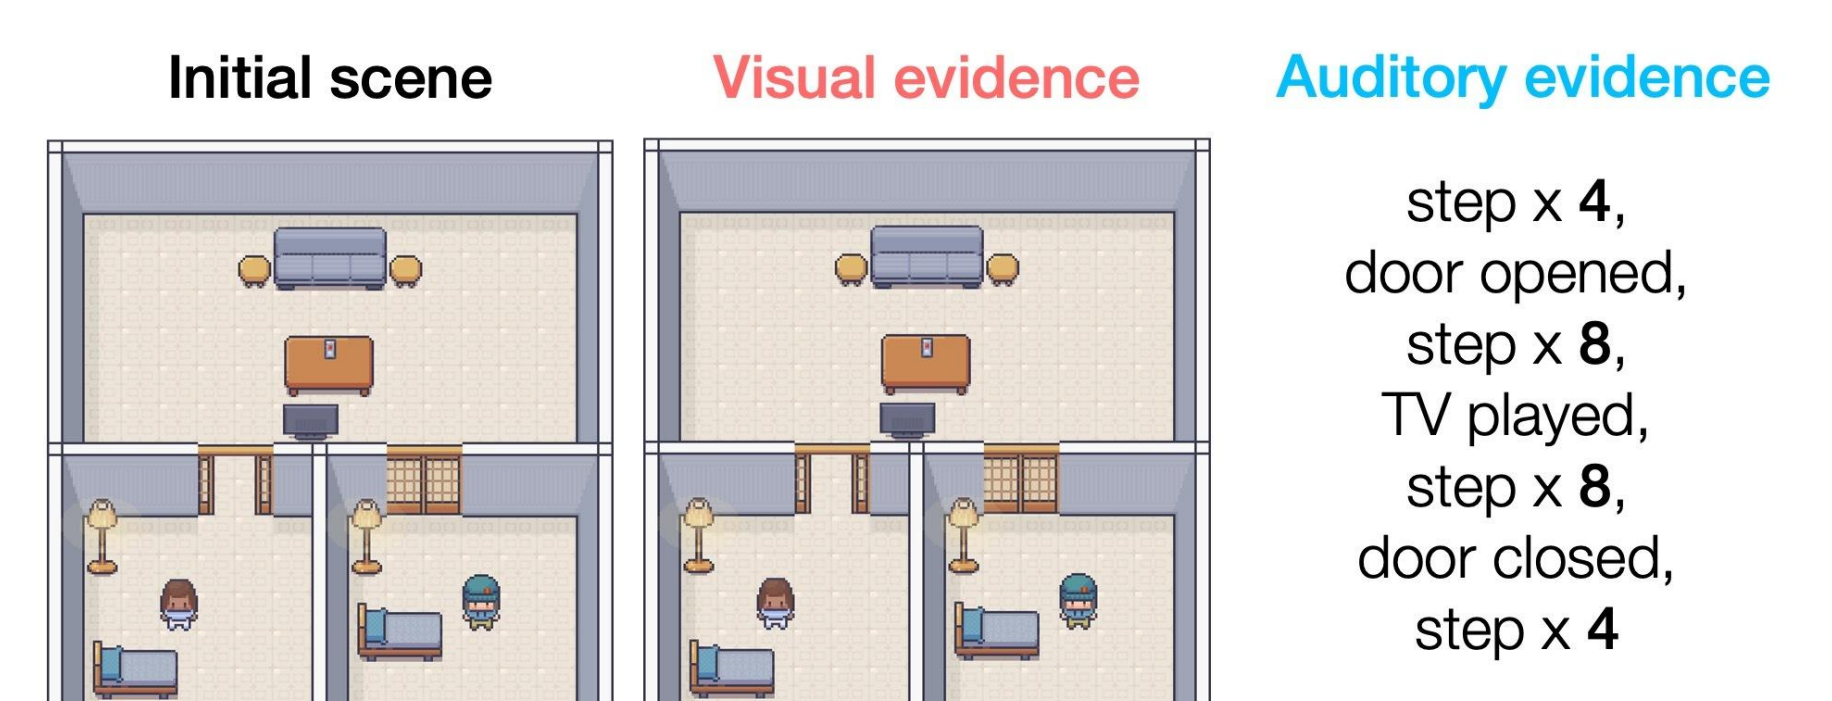 Initial scene
Visual evidence
Auditory evidence
step x 4,
door opened,
step x 8,
TV played,
step x 8,
door closed,
step x 4